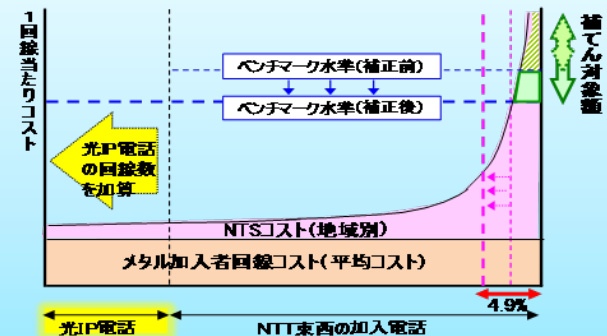 1回線当たりコスト
補てん対象額
ベンチマーク水準(補正前)
ベンチマーク水準(補正後)
光IP電話
の回線数
を加算
NTSコスト(地域別)
メタル加入者回線コスト(平均コスト)
4.9%
光IP電話
NTT東西の加入電話